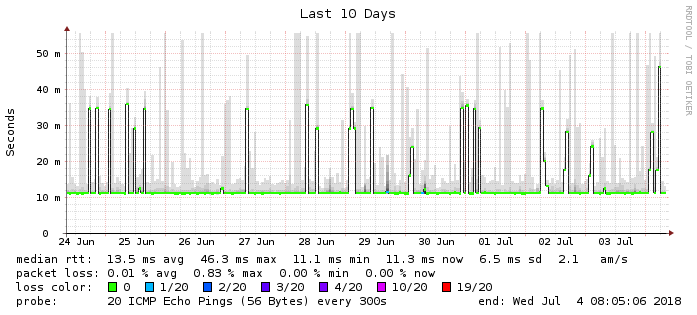 Last 10 Days
RRDTOOL / TOBI OETIKER
Seconds
50 m
40 m
30 m
20 m
10 m
0
24 Jun 25 Jun 26 Jun 27 Jun 28 Jun 29 Jun 30 Jun 01 Jul 02 Jul 03 Jul
median rtt: 13.5 ms avg 46.3 ms max 11.1 ms min 11.3 ms now 6.5 ms sd 2.1 am/s
packet loss: 0.01 % avg 0.83 % max 0.00 % min 0.00 % now
loss color: 0 1/20 2/20 3/20 4/20 10/20 19/20
probe: 20 ICMP Echo Pings (56 Bytes) every 300s end: Wed Jul 4 08:05:06 2018